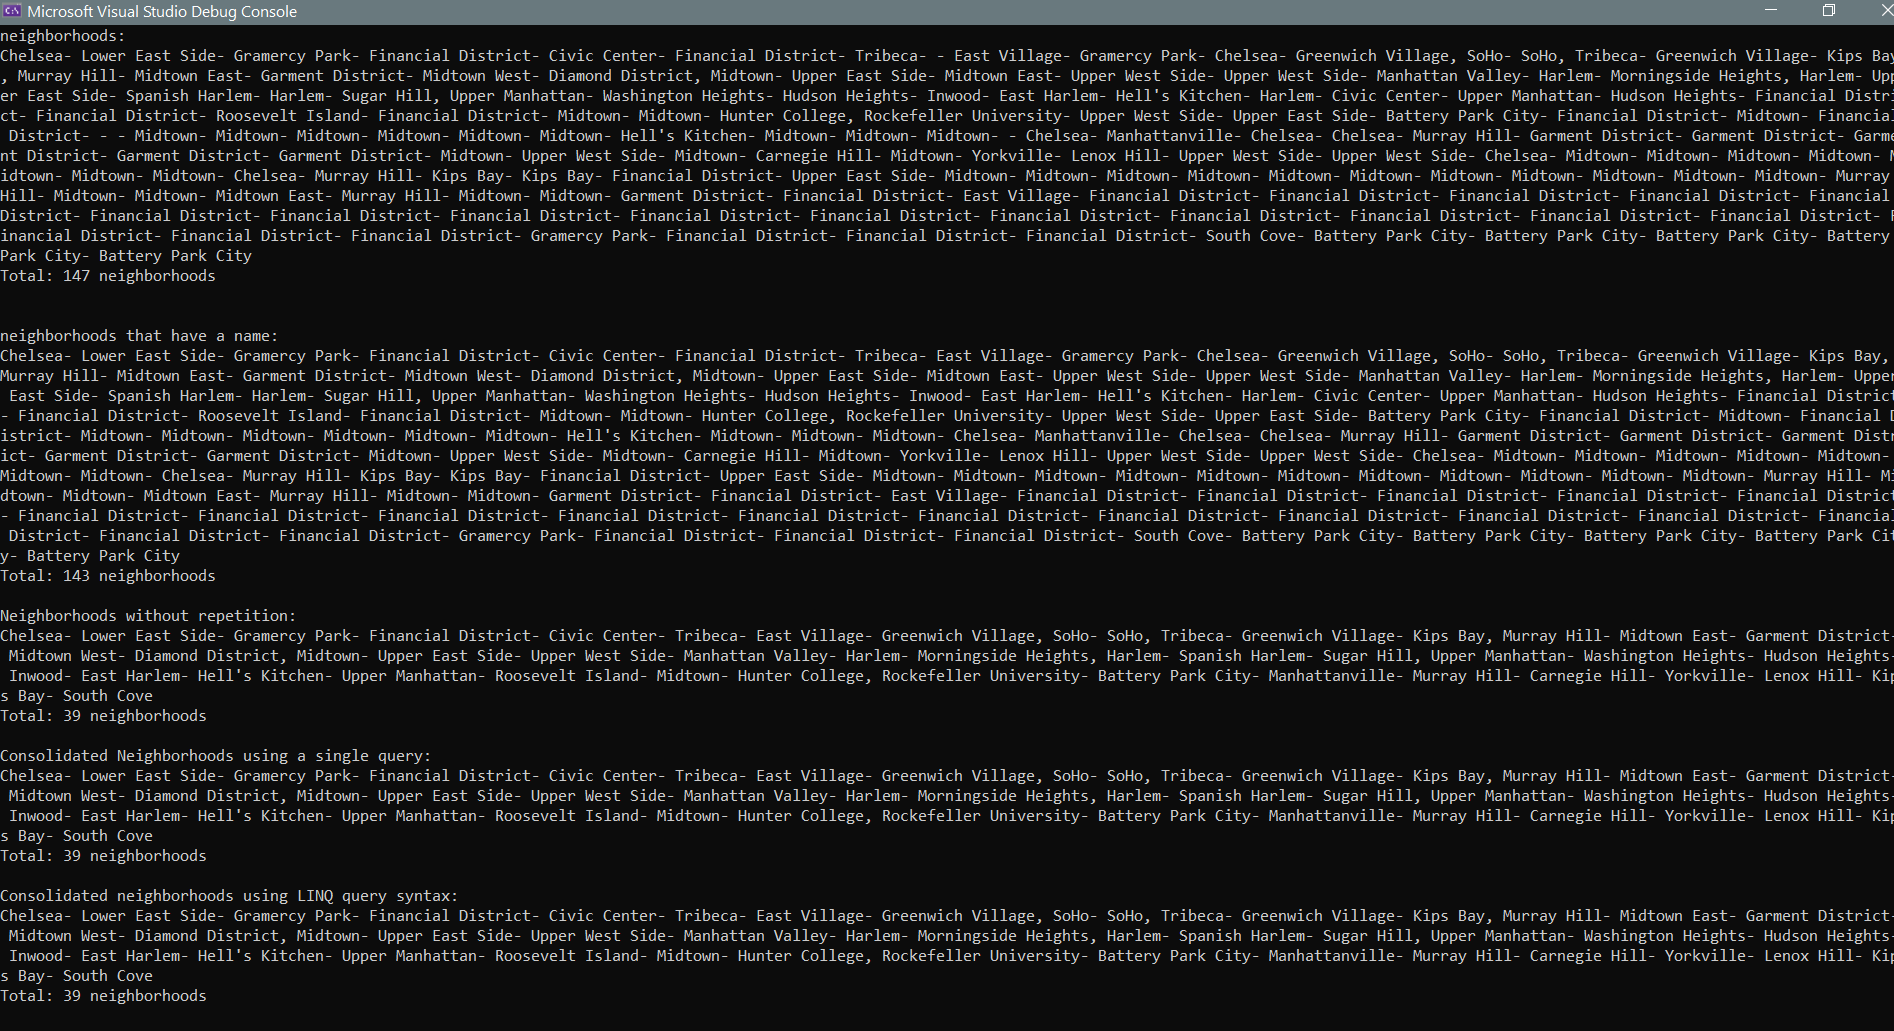 Microsoft Visual Studio Debug Console
neighborhoods:
Chelsea- Lower East Side- Gramercy Park- Financial District- Civic Center- Financial District- Tribeca- - East Village- Gramercy Park- Chelsea- Greenwich Village, SoHo- SoHo, Tribeca- Greenwich Village- Kips Bay
, Murray Hill- Midtown East- Garment District- Midtown West- Diamond District, Midtown- Upper East Side- Midtown East- Upper West Side- Upper West Side- Manhattan Valley- Harlem- Morningside Heights, Harlem- Upp
er East Side- Spanish Harlem- Harlem- Sugar Hill, Upper Manhattan- Washington Heights- Hudson Heights- Inwood- East Harlem- Hell's Kitchen- Harlem- Civic Center- Upper Manhattan- Hudson Heights- Financial Distri
ct- Financial District- Roosevelt Island- Financial District- Midtown- Midtown- Hunter College, Rockefeller University- Upper West Side- Upper East Side- Battery Park City- Financial District- Midtown- Financial
District- - - Midtown- Midtown- Midtown- Midtown- Midtown- Midtown- Hell's Kitchen- Midtown- Midtown- Midtown- - Chelsea- Manhattanville- Chelsea- Chelsea- Murray Hill- Garment District- Garment District- Garme
nt District- Garment District- Garment District- Midtown- Upper West Side- Midtown- Carnegie Hill- Midtown- Yorkville- Lenox Hill- Upper West Side- Upper West Side- Chelsea- Midtown- Midtown- Midtown- Midtown- M
idtown- Midtown- Midtown- Chelsea- Murray Hill- Kips Bay- Kips Bay- Financial District- Upper East Side- Midtown- Midtown- Midtown- Midtown- Midtown- Midtown- Midtown- Midtown- Midtown- Midtown- Midtown- Murray
Hill- Midtown- Midtown- Midtown East- Murray Hill- Midtown- Midtown- Garment District- Financial District- East Village- Financial District- Financial District- Financial District- Financial District- Financial
District- Financial District- Financial District- Financial District- Financial District- Financial District- Financial District- Financial District- Financial District- Financial District- Financial District- F
inancial District- Financial District- Financial District- Gramercy Park- Financial District- Financial District- Financial District- South Cove- Battery Park City- Battery Park City- Battery Park City- Battery
Park City- Battery Park City
Total: 147 neighborhoods
neighborhoods that have a name:
Chelsea- Lower East Side- Gramercy Park- Financial District- Civic Center- Financial District- Tribeca- East Village- Gramercy Park- Chelsea- Greenwich Village, SoHo- SoHo, Tribeca- Greenwich Village- Kips Bay,
Murray Hill- Midtown East- Garment District- Midtown West- Diamond District, Midtown- Upper East Side- Midtown East- Upper West Side- Upper West Side- Manhattan Valley- Harlem- Morningside Heights, Harlem- Upper
East Side- Spanish Harlem- Harlem- Sugar Hill, Upper Manhattan- Washington Heights- Hudson Heights- Inwood- East Harlem- Hell's Kitchen- Harlem- Civic Center- Upper Manhattan- Hudson Heights- Financial District
- Financial District- Roosevelt Island- Financial District- Midtown- Midtown- Hunter College, Rockefeller University- Upper West Side- Upper East Side- Battery Park City- Financial District- Midtown- Financial D
istrict- Midtown- Midtown- Midtown- Midtown- Midtown- Midtown- Hell's Kitchen- Midtown- Midtown- Midtown- Chelsea- Manhattanville- Chelsea- Chelsea- Murray Hill- Garment District- Garment District- Garment Distr
ict- Garment District- Garment District- Midtown- Upper West Side- Midtown- Carnegie Hill- Midtown- Yorkville- Lenox Hill- Upper West Side- Upper West Side- Chelsea- Midtown- Midtown- Midtown- Midtown- Midtown-
Midtown- Midtown- Chelsea- Murray Hill- Kips Bay- Kips Bay- Financial District- Upper East Side- Midtown- Midtown- Midtown- Midtown- Midtown- Midtown- Midtown- Midtown- Midtown- Midtown- Midtown- Murray Hill- Mi
dtown- Midtown- Midtown East- Murray Hill- Midtown- Midtown- Garment District- Financial District- East Village- Financial District- Financial District- Financial District- Financial District- Financial District
- Financial District- Financial District- Financial District- Financial District- Financial District- Financial District- Financial District- Financial District- Financial District- Financial District- Financial
District- Financial District- Financial District- Gramercy Park- Financial District- Financial District- Financial District- South Cove- Battery Park City- Battery Park City- Battery Park City- Battery Park Cit
y- Battery Park City
Total: 143 neighborhoods
Neighborhoods without repetition:
Chelsea- Lower East Side- Gramercy Park- Financial District- Civic Center- Tribeca- East Village- Greenwich Village, SoHo- SoHo, Tribeca- Greenwich Village- Kips Bay, Murray Hill- Midtown East- Garment District-
Midtown West- Diamond District, Midtown- Upper East Side- Upper West Side- Manhattan Valley- Harlem- Morningside Heights, Harlem- Spanish Harlem- Sugar Hill, Upper Manhattan- Washington Heights- Hudson Heights-
Inwood- East Harlem- Hell's Kitchen- Upper Manhattan- Roosevelt Island- Midtown- Hunter College, Rockefeller University- Battery Park City- Manhattanville- Murray Hill- Carnegie Hill- Yorkville- Lenox Hill- Kip
s Bay- South Cove
Total: 39 neighborhoods
Consolidated Neighborhoods using a single query:
Chelsea- Lower East Side- Gramercy Park- Financial District- Civic Center- Tribeca- East Village- Greenwich Village, SoHo- SoHo, Tribeca- Greenwich Village- Kips Bay, Murray Hill- Midtown East- Garment District-
Midtown West- Diamond District, Midtown- Upper East Side- Upper West Side- Manhattan Valley- Harlem- Morningside Heights, Harlem- Spanish Harlem- Sugar Hill, Upper Manhattan- Washington Heights- Hudson Heights-
Inwood- East Harlem- Hell's Kitchen- Upper Manhattan- Roosevelt Island- Midtown- Hunter College, Rockefeller University- Battery Park City- Manhattanville- Murray Hill- Carnegie Hill- Yorkville- Lenox Hill- Kip
s Bay- South Cove
Total: 39 neighborhoods
Consolidated neighborhoods using LINQ query syntax:
Chelsea- Lower East Side- Gramercy Park- Financial District- Civic Center- Tribeca- East Village- Greenwich Village, SoHo- SoHo, Tribeca- Greenwich Village- Kips Bay, Murray Hill- Midtown East- Garment District-
Midtown West- Diamond District, Midtown- Upper East Side- Upper West Side- Manhattan Valley- Harlem- Morningside Heights, Harlem- Spanish Harlem- Sugar Hill, Upper Manhattan- Washington Heights- Hudson Heights-
Inwood- East Harlem- Hell's Kitchen- Upper Manhattan- Roosevelt Island- Midtown- Hunter College, Rockefeller University- Battery Park City- Manhattanville- Murray Hill- Carnegie Hill- Yorkville- Lenox Hill- Kip
s Bay- South Cove
Total: 39 neighborhoods